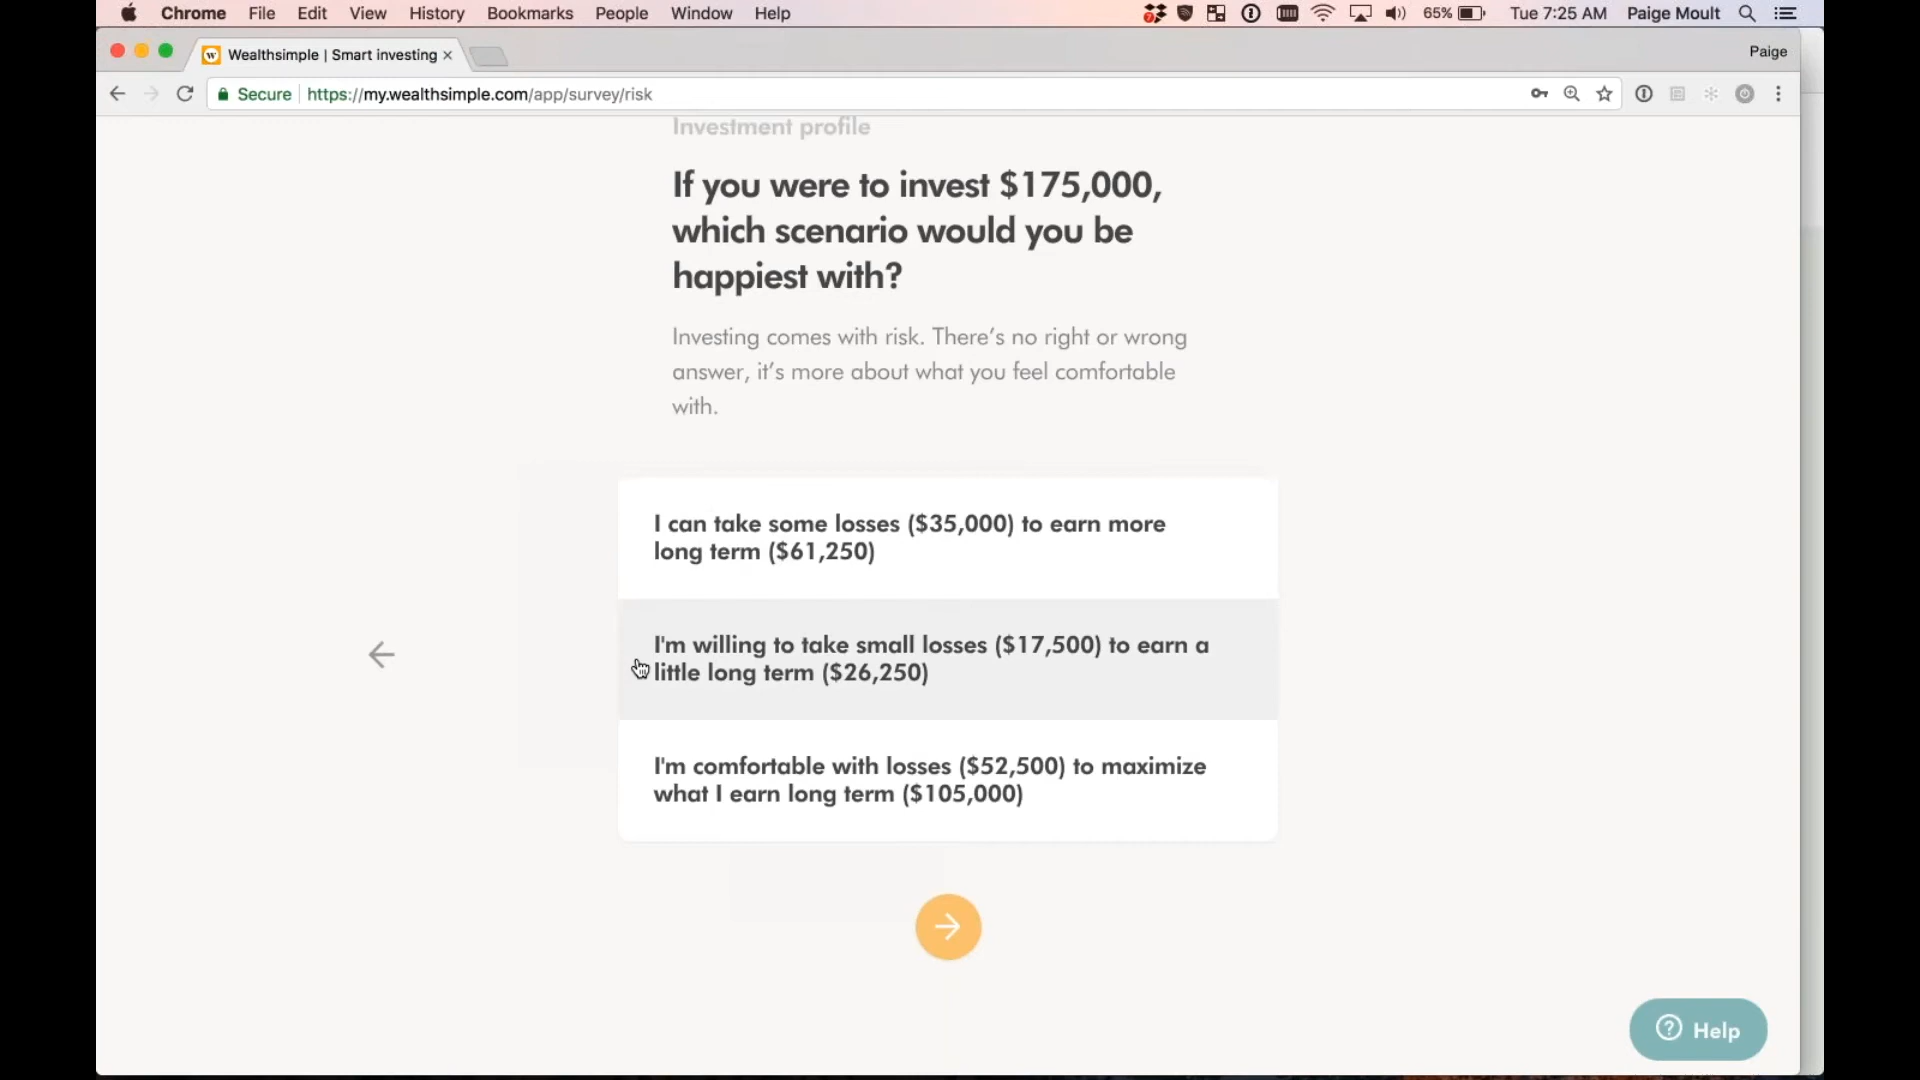 Chrome File Edit View History Bookmarks People Window Help 65% Tue 7:25 AM Paige Moult
Wealthsimple | Smart investing × Paige
Secure https://my.wealthsimple.com/app/survey/risk
Investment profile
If you were to invest $175,000,
which scenario would you be
happiest with?
Investing comes with risk. There's no right or wrong
answer, it's more about what you feel comfortable
with.
I can take some losses ($35,000) to earn more
long term ($61,250)
I'm willing to take small losses ($17,500) to earn a
little long term ($26,250)
I'm comfortable with losses ($52,500) to maximize
what I earn long term ($105,000)
? Help